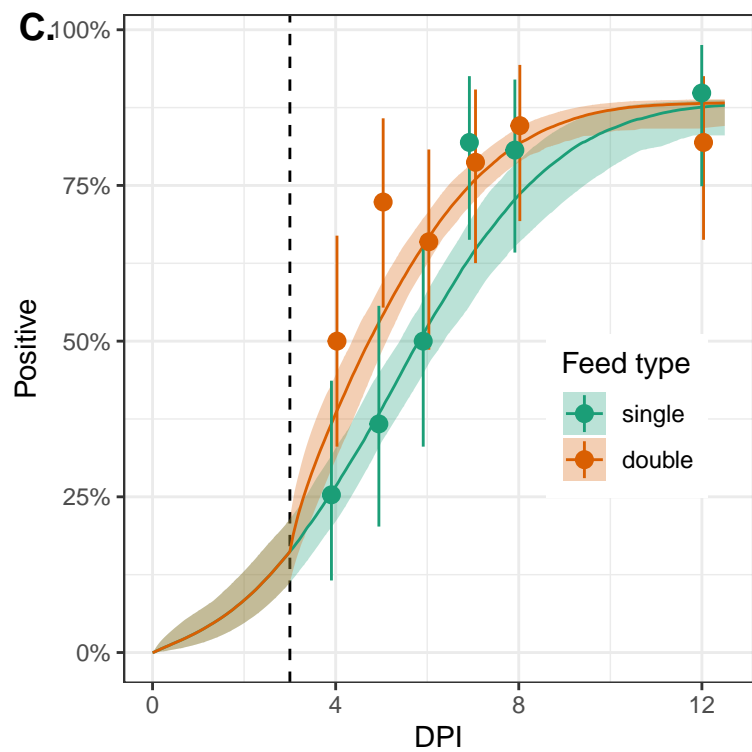 C.
100%
75%
50%
25%
0%
Positive
0 4 8 12
DPI
Feed type
single
double